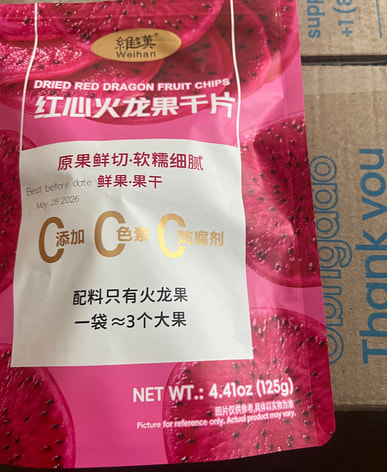 維漢
Weihan
DRIED RED DRAGON FRUIT CHIPS
红心火龙果干片
原果鲜切·软糯细腻
Best before date 鲜果·果干
May 28 2026
0添加 0色素 0防腐剂
配料只有火龙果
一袋≈3个大果
NET WT.: 4.41oz (125g)
图片仅供参考,具体以实物为准
Picture for reference only. Actual product may vary.
supp
+1 (8
Thank you
Obrigado